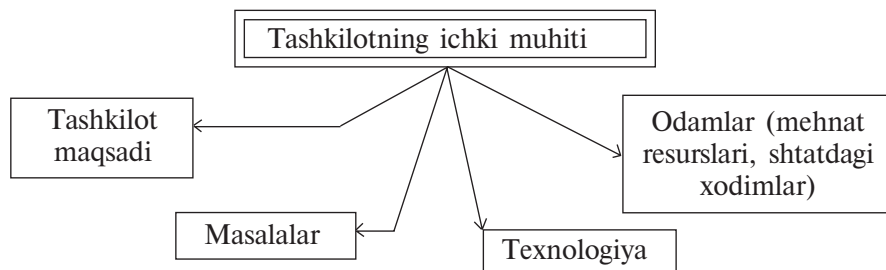 Tashkilotning ichki muhiti
Tashkilot
maqsadi
Odamlar (mehnat
resurslari, shtatdagi
xodimlar)
Masalalar
Texnologiya